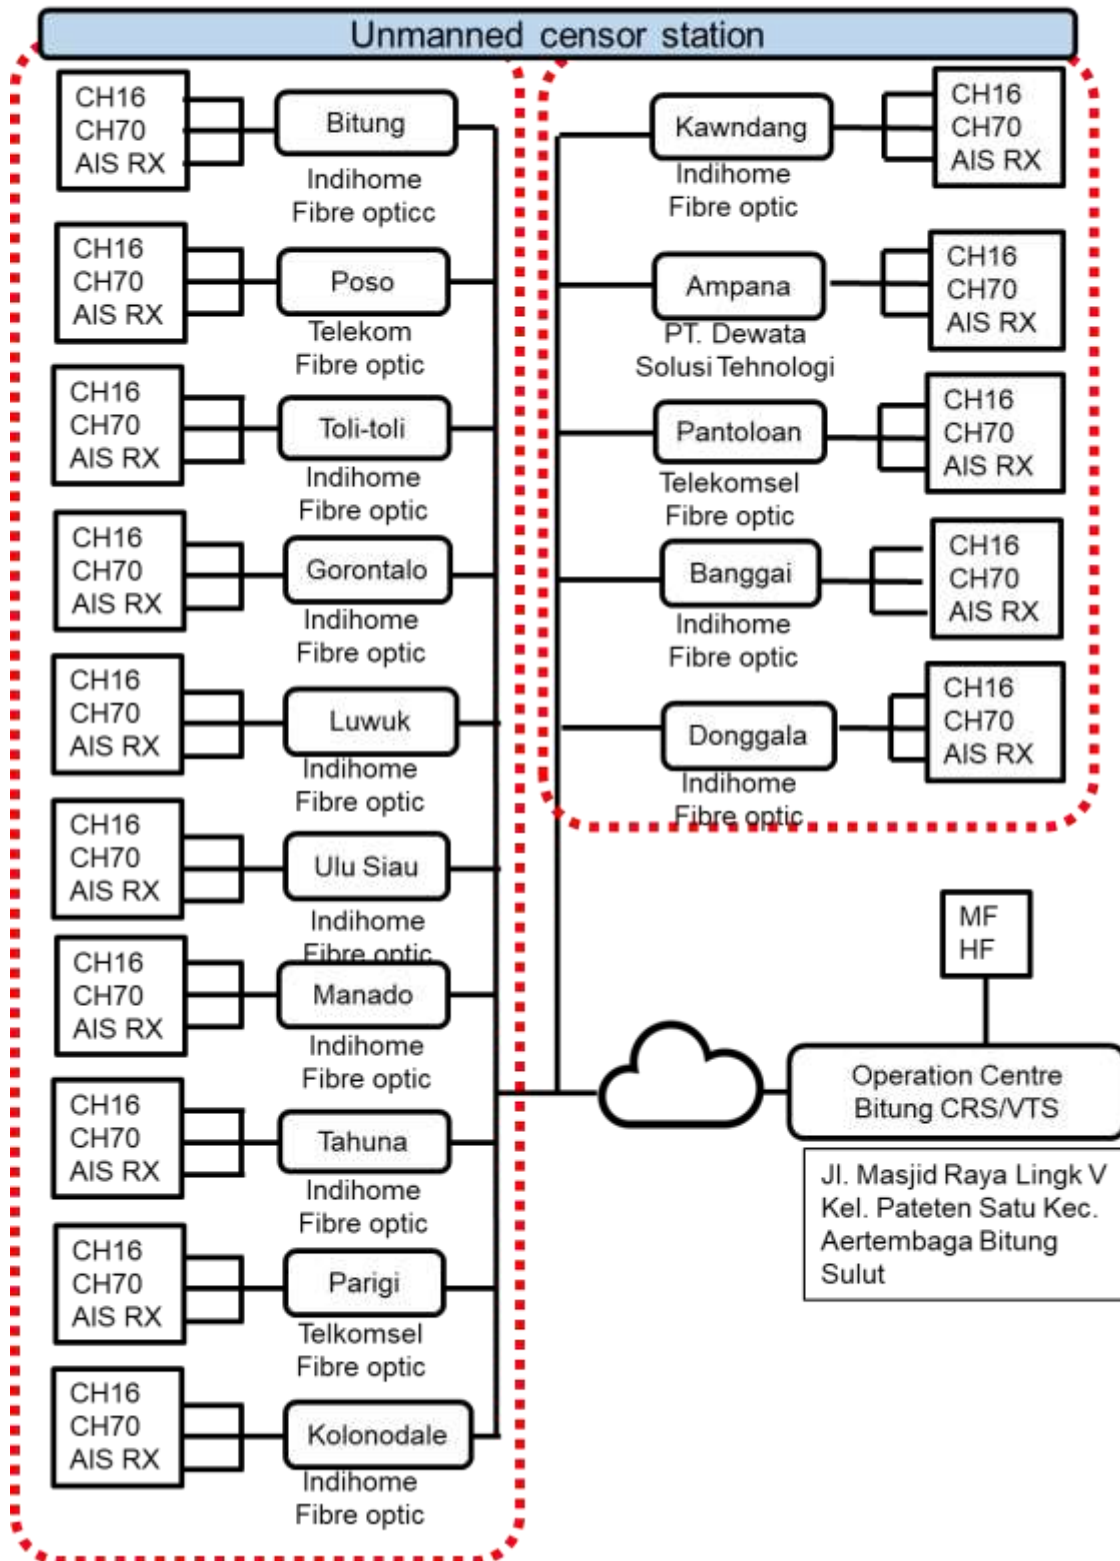 Unmanned censor station
CH16
CH70
AIS RX
Bitung
Indihome
Fibre opticc
CH16
CH70
AIS RX
Poso
Telekom
Fibre optic
CH16
CH70
AIS RX
Toli-toli
Indihome
Fibre optic
CH16
CH70
AIS RX
Gorontalo
Indihome
Fibre optic
CH16
CH70
AIS RX
Luwuk
Indihome
Fibre optic
CH16
CH70
AIS RX
Ulu Siau
Indihome
Fibre optic
CH16
CH70
AIS RX
Manado
Indihome
Fibre optic
CH16
CH70
AIS RX
Tahuna
Indihome
Fibre optic
CH16
CH70
AIS RX
Parigi
Telkomsel
Fibre optic
CH16
CH70
AIS RX
Kolonodale
Indihome
Fibre optic
Kawndang
Indihome
Fibre optic
CH16
CH70
AIS RX
Ampana
PT. Dewata
Solusi Tehnologi
CH16
CH70
AIS RX
Pantoloan
Telekomsel
Fibre optic
CH16
CH70
AIS RX
Banggai
Indihome
Fibre optic
CH16
CH70
AIS RX
Donggala
Indihome
Fibre optic
CH16
CH70
AIS RX
MF
HF
Operation Centre
Bitung CRS/VTS
Jl. Masjid Raya Lingk V
Kel. Pateten Satu Kec.
Aertembaga Bitung
Sulut